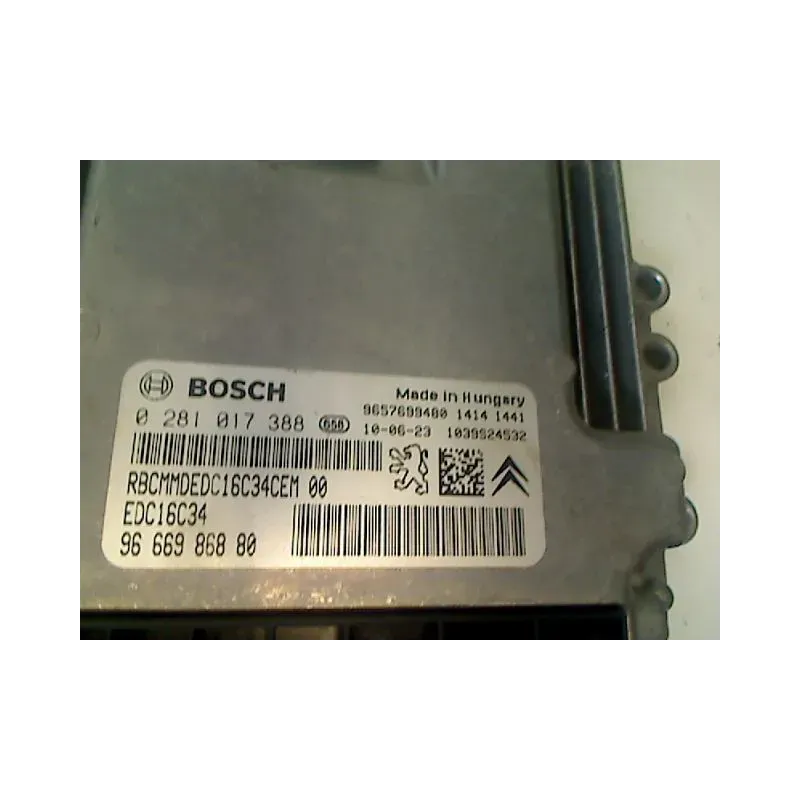 BOSCH
Made in Hungary
9657699480 1414 1441
0 281 017 388 658
10-06-23 1039S24532
RBCMMDEDC16C34CEM 00
EDC16C34
96 669 868 80